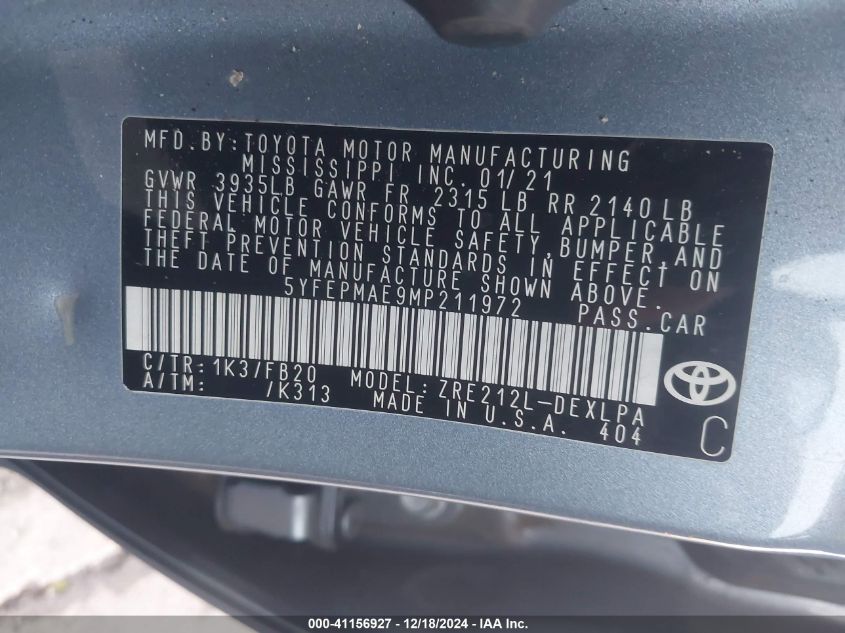 MFD.BY:TOYOTA MOTOR MANUFACTURING
MISSISSIPPI INC. 01/21
GVWR 3935LB GAWR FR 2315 LB RR 2140LB
THIS VEHICLE CONFORMS TO ALL APPLICABLE
FEDERAL MOTOR VEHICLE SAFETY,BUMPER,AND
THEFT PREVENTION STANDARDS IN EFFECT ON
THE DATE OF MANUFACTURE SHOWN ABOVE.
5YFEPMAE9MP211972 PASS.CAR
C/TR:1K3/FB20 MODEL:ZRE212L-DEXLPA
A/TM: /K313 MADE IN U.S.A. 404
C
000-41156927 / 12/18/2024 - IAA Inc.